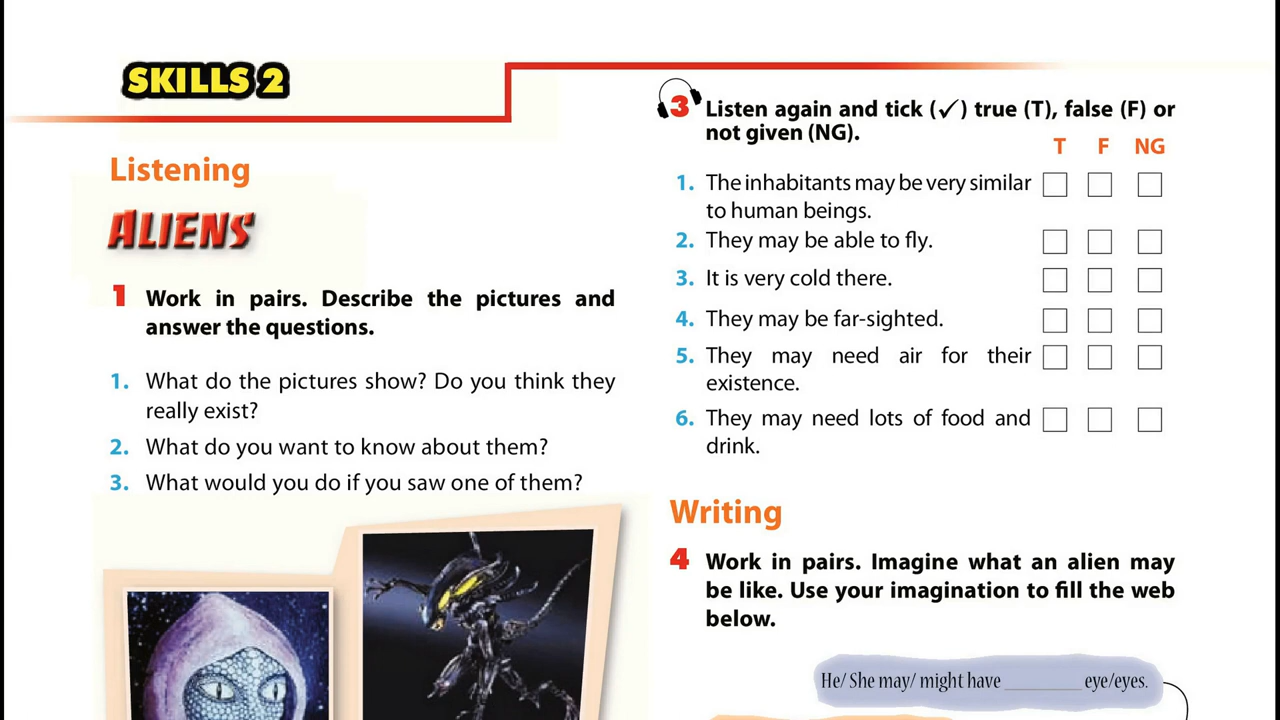 SKILLS 2
Listening
ALIENS
1 Work in pairs. Describe the pictures and
answer the questions.
1. What do the pictures show? Do you think they
really exist?
2. What do you want to know about them?
3. What would you do if you saw one of them?
3 Listen again and tick (✓) true (T), false (F) or
not given (NG).
T F NG
1. The inhabitants may be very similar
to human beings.
2. They may be able to fly.
3. It is very cold there.
4. They may be far-sighted.
5. They may need air for their
existence.
6. They may need lots of food and
drink.
Writing
4 Work in pairs. Imagine what an alien may
be like. Use your imagination to fill the web
below.
He/ She may/ might have ________ eye/eyes.